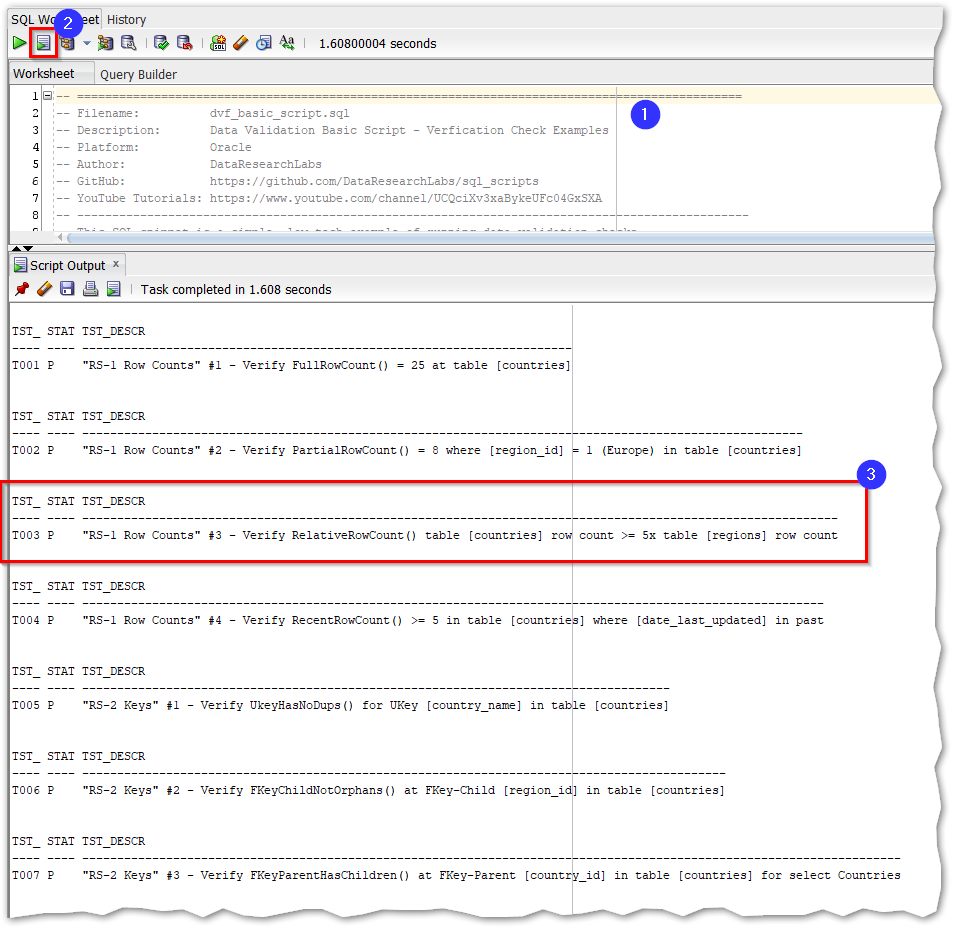 SQL Worksheet History
2
1.60800004 seconds
Worksheet Query Builder
1 -- ===============================================================================================
1
2 -- Filename: dvf_basic_script.sql
3 -- Description: Data Validation Basic Script - Verfication Check Examples
4 -- Platform: Oracle
5 -- Author: DataResearchLabs
6 -- GitHub: https://github.com/DataResearchLabs/sql_scripts
7 -- YouTube Tutorials: https://www.youtube.com/channel/UCQciXv3xaBykeUFc04GxSXA
8 -- ------------------------------------------------------------------------------------------------
Script Output x
Task completed in 1.608 seconds
TST_ STAT TST_DESCR
---- ---- ----------------------------------------------------------------------
T001 P "RS-1 Row Counts" #1 - Verify FullRowCount() = 25 at table [countries]
TST_ STAT TST_DESCR
---- ---- -------------------------------------------------------------------------------------------------------
T002 P "RS-1 Row Counts" #2 - Verify PartialRowCount() = 8 where [region_id] = 1 (Europe) in table [countries]
3
TST_ STAT TST_DESCR
---- ---- ------------------------------------------------------------------------------------------------------------
T003 P "RS-1 Row Counts" #3 - Verify RelativeRowCount() table [countries] row count >= 5x table [regions] row count
TST_ STAT TST_DESCR
---- ---- ----------------------------------------------------------------------------------------------------------
T004 P "RS-1 Row Counts" #4 - Verify RecentRowCount() >= 5 in table [countries] where [date_last_updated] in past
TST_ STAT TST_DESCR
---- ---- ------------------------------------------------------------------------------------
T005 P "RS-2 Keys" #1 - Verify UkeyHasNoDups() for UKey [country_name] in table [countries]
TST_ STAT TST_DESCR
---- ---- --------------------------------------------------------------------------------------------
T006 P "RS-2 Keys" #2 - Verify FKeyChildNotOrphans() at FKey-Child [region_id] in table [countries]
TST_ STAT TST_DESCR
---- ---- ---------------------------------------------------------------------------------------------------------------------
T007 P "RS-2 Keys" #3 - Verify FKeyParentHasChildren() at FKey-Parent [country_id] in table [countries] for select Countries